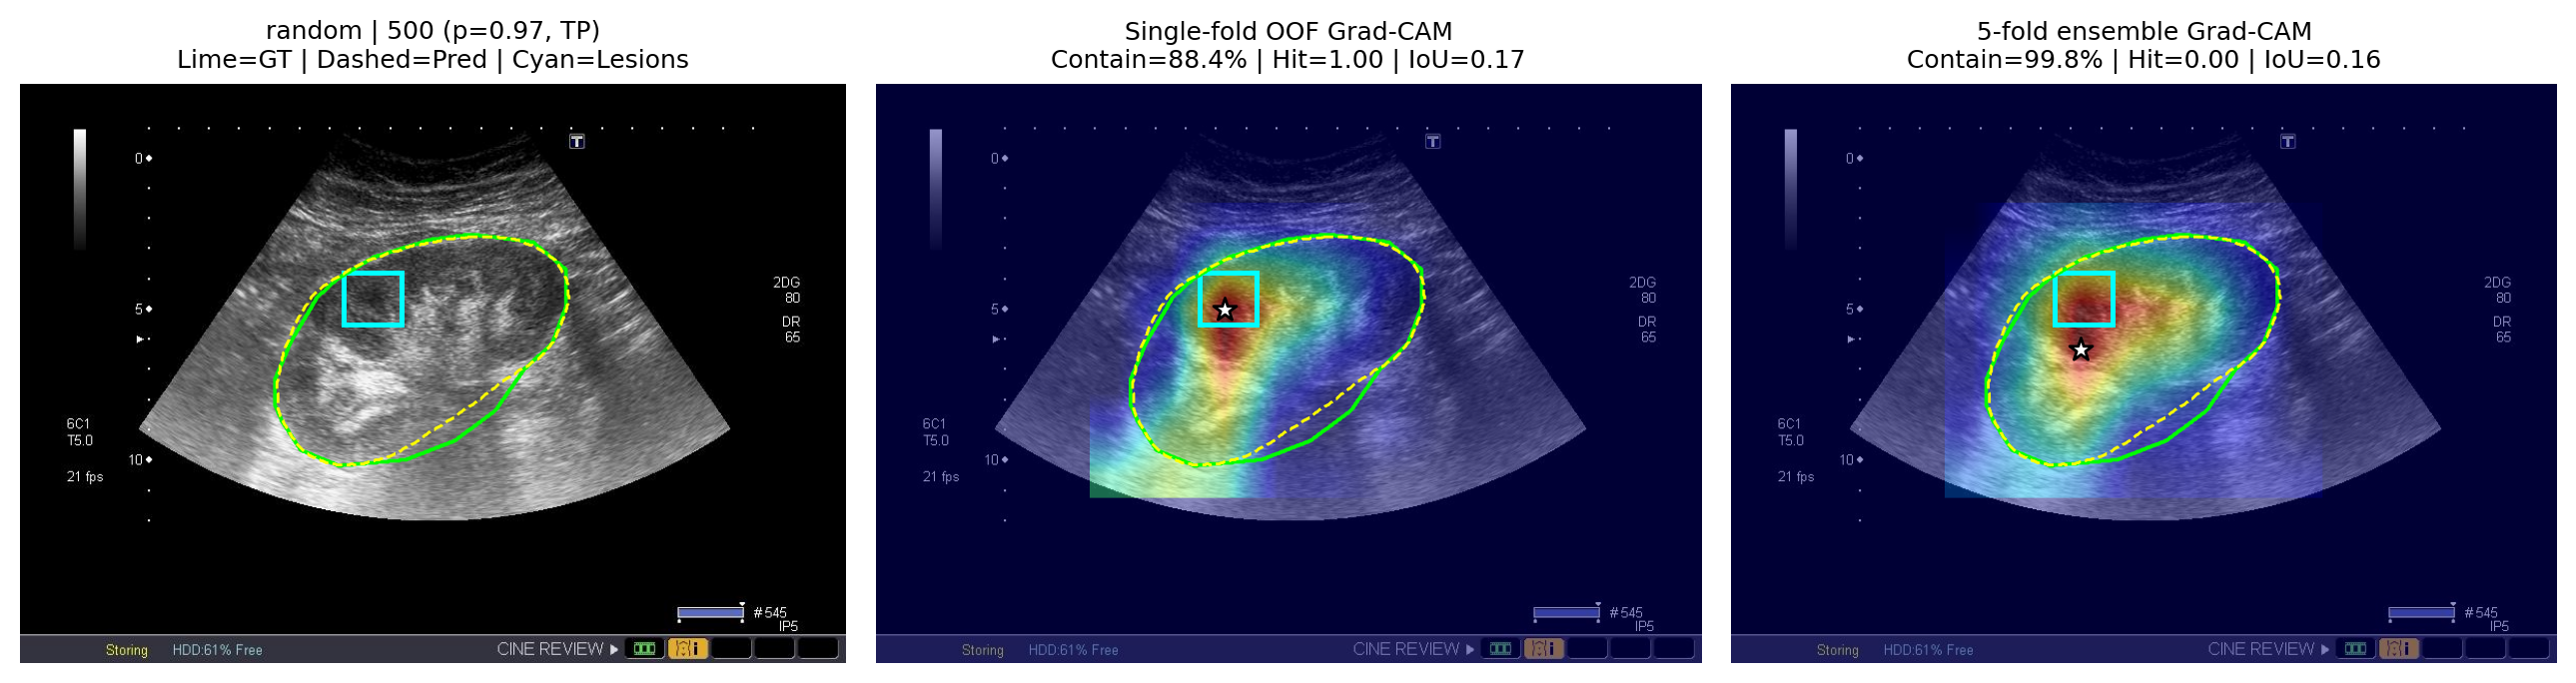 random | 500 (p=0.97, TP)
Lime=GT | Dashed=Pred | Cyan=Lesions
T
0
5
10
2DG
80
DR
65
6C1
T5.0
21 fps
#545
IP5
Storing
HDD:61% Free
CINE REVIEW
i
Single-fold OOF Grad-CAM
Contain=88.4% | Hit=1.00 | IoU=0.17
T
0
5
10
2DG
80
DR
65
6C1
T5.0
21 fps
#545
IP5
Storing
HDD:61% Free
CINE REVIEW
i
5-fold ensemble Grad-CAM
Contain=99.8% | Hit=0.00 | IoU=0.16
T
0
5
10
2DG
80
DR
65
6C1
T5.0
21 fps
#545
IP5
Storing
HDD:61% Free
CINE REVIEW
i